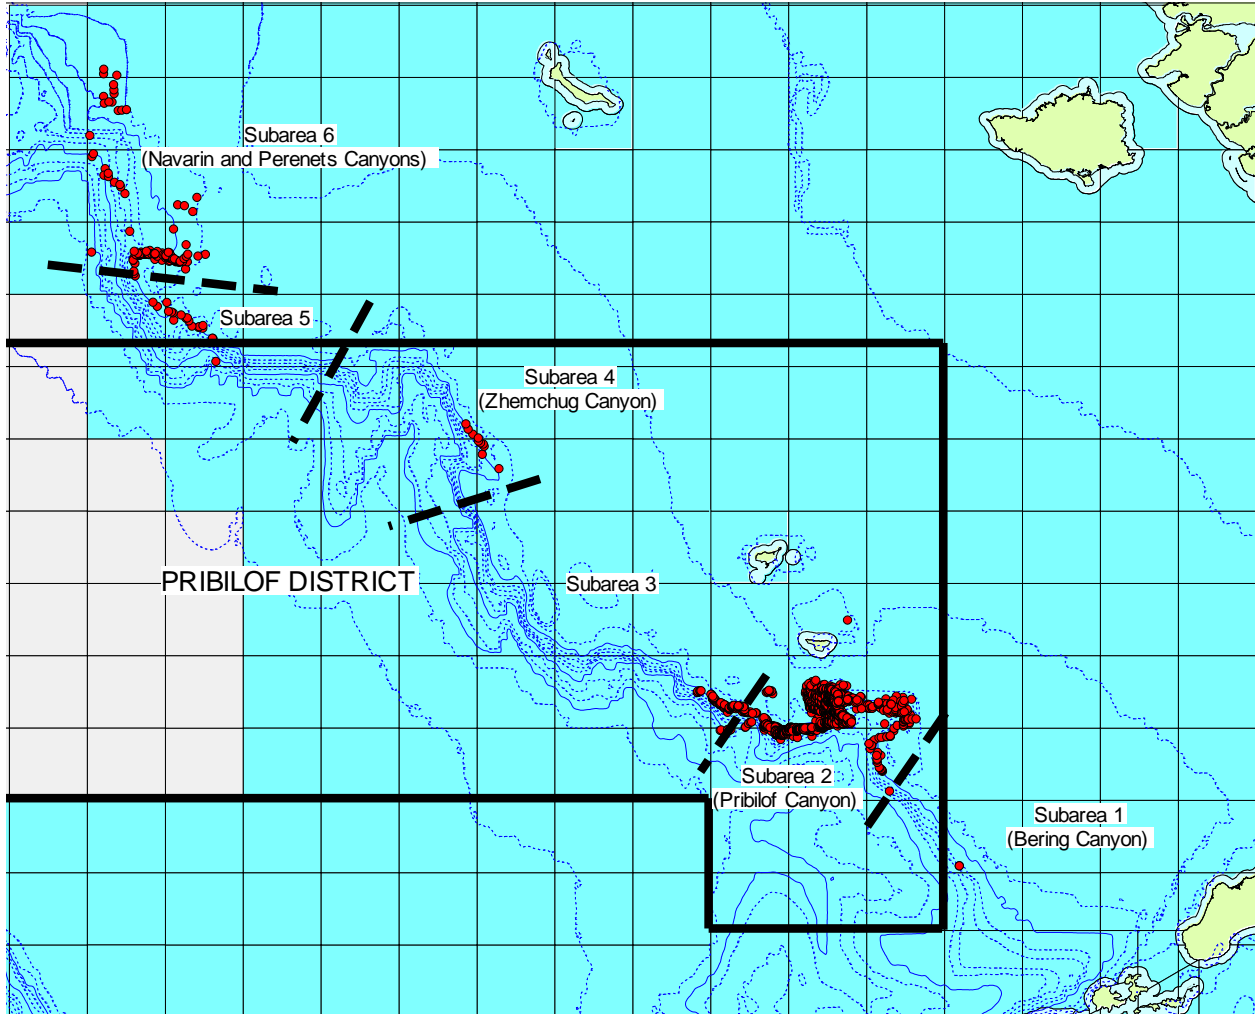 Subarea 6
(Navarin and Perenets Canyons)
Subarea 5
Subarea 4
(Zhemchug Canyon)
PRIBILOF DISTRICT
Subarea 3
Subarea 2
(Pribilof Canyon)
Subarea 1
(Bering Canyon)